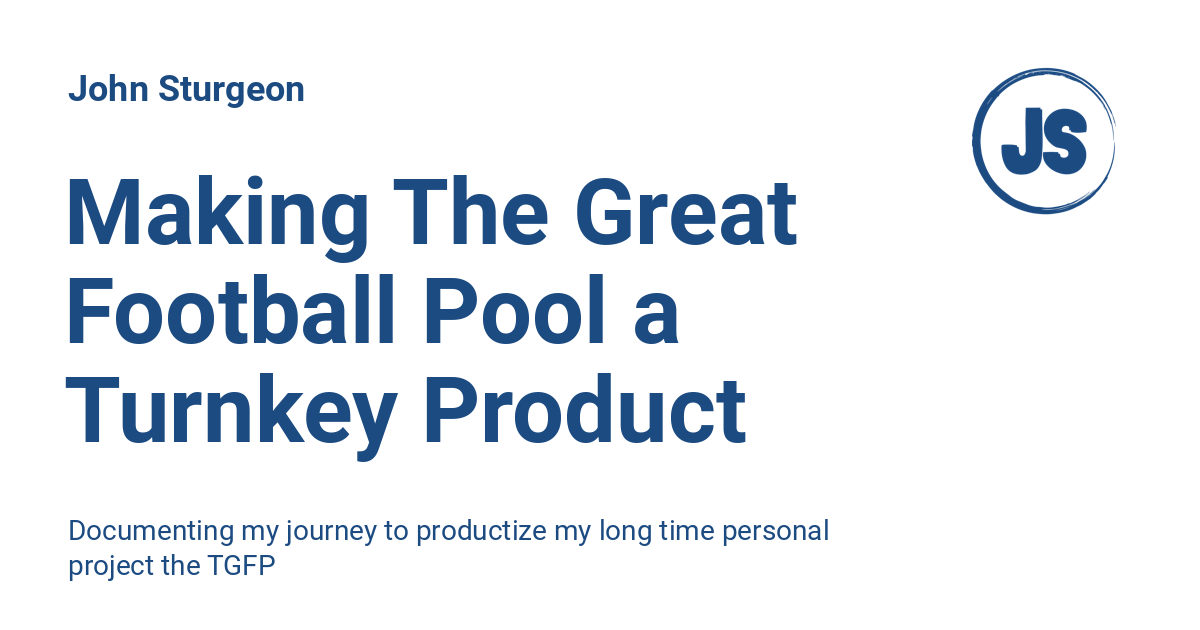 John Sturgeon
JS
Making The Great
Football Pool a
Turnkey Product
Documenting my journey to productize my long time personal
project the TGFP